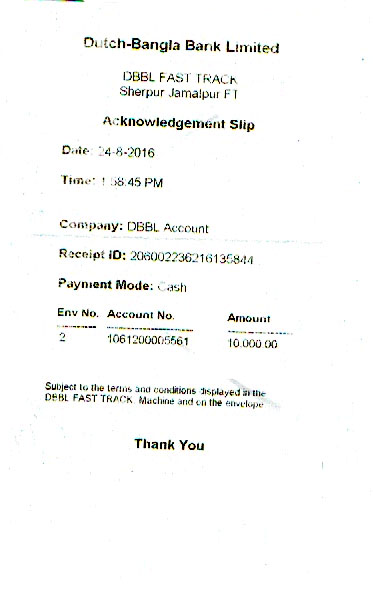 Dutch-Bangla Bank Limited
DBBL FAST TRACK
Sherpur Jamalpur FT
Acknowledgement Slip
Date: 24-8-2016
Time: 1:58:45 PM
Company: DBBL Account
Receipt ID: 206002236216135844
Payment Mode: Cash
Env No. Account No. Amount
2 1061200005561 10,000.00
Subject to the terms and conditions displayed in the
DBBL FAST TRACK Machine and on the envelope
Thank You